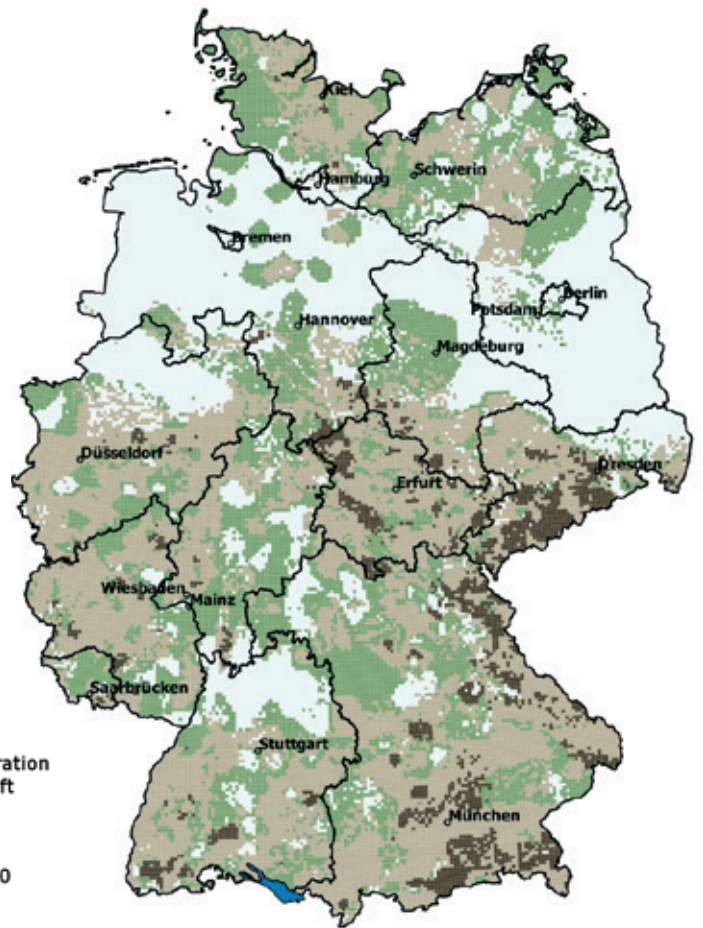 Kiel
Schwerin
Hamburg
Bremen
Berlin
Potsdam
Hannover
Magdeburg
Düsseldorf
Dresden
Erfurt
Wiesbaden
Mainz
Saarbrücken
Stuttgart
ration
ft
München
0